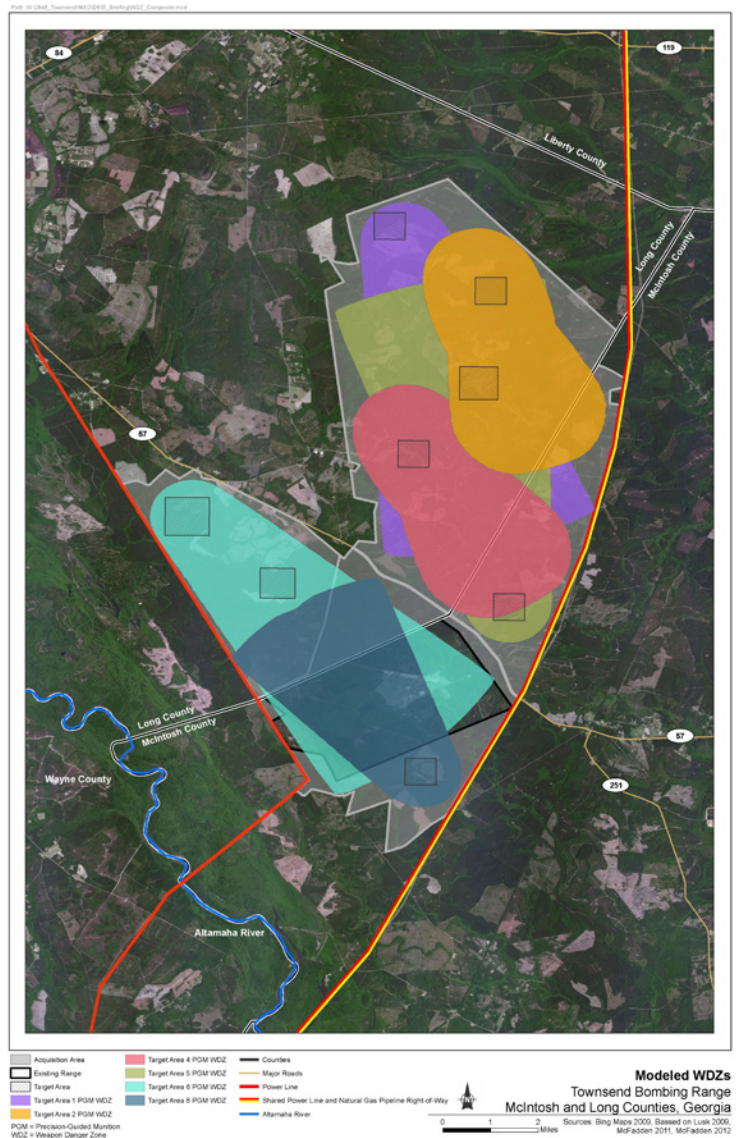 84
119
Liberty County
Long County
McIntosh County
57
Long County
McIntosh County
57
Wayne County
251
Altamaha River
Acquisition Area
Existing Range
Target Area
Target Area 1 PGM WDZ
Target Area 2 PGM WDZ
PGM = Precision-Guided Munition
WDZ = Weapon Danger Zone
Target Area 4 PGM WDZ
Target Area 5 PGM WDZ
Target Area 6 PGM WDZ
Target Area 8 PGM WDZ
Counties
Major Roads
Power Line
Shared Power Line and Natural Gas Pipeline Right-of-Way
Altamaha River
0 1 2
Miles
Modeled WDZs
Townsend Bombing Range
McIntosh and Long Counties, Georgia
Sources: Bing Maps 2009, Bassed on Lusk 2009,
McFadden 2011, McFadden 2012